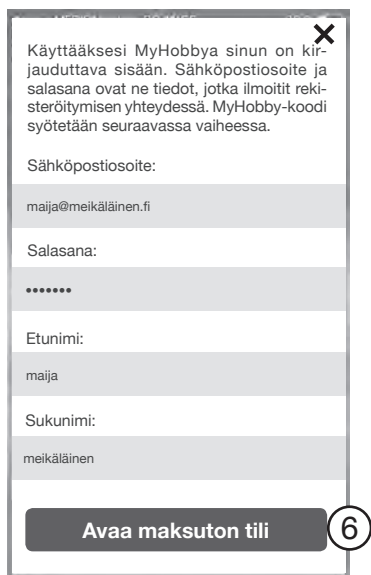 Käyttääksesi MyHobbya sinun on kir-
jauduttava sisään. Sähköpostiosoite ja
salasana ovat ne tiedot, jotka ilmoitit reki-
steröitymisen yhteydessä. MyHobby-koodi
syötetään seuraavassa vaiheessa.
Sähköpostiosoite:
maija@meikäläinen.fi
Salasana:
•••••••
Etunimi:
maija
Sukunimi:
meikäläinen
Avaa maksuton tili
6